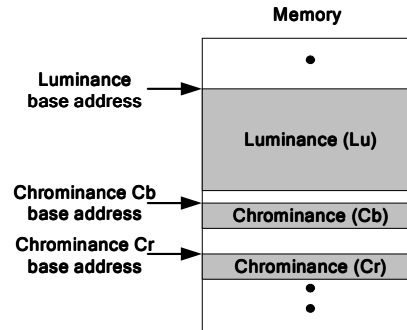 Memory
Luminance
base address
Luminance (Lu)
Chrominance Cb
base address
Chrominance (Cb)
Chrominance Cr
base address
Chrominance (Cr)